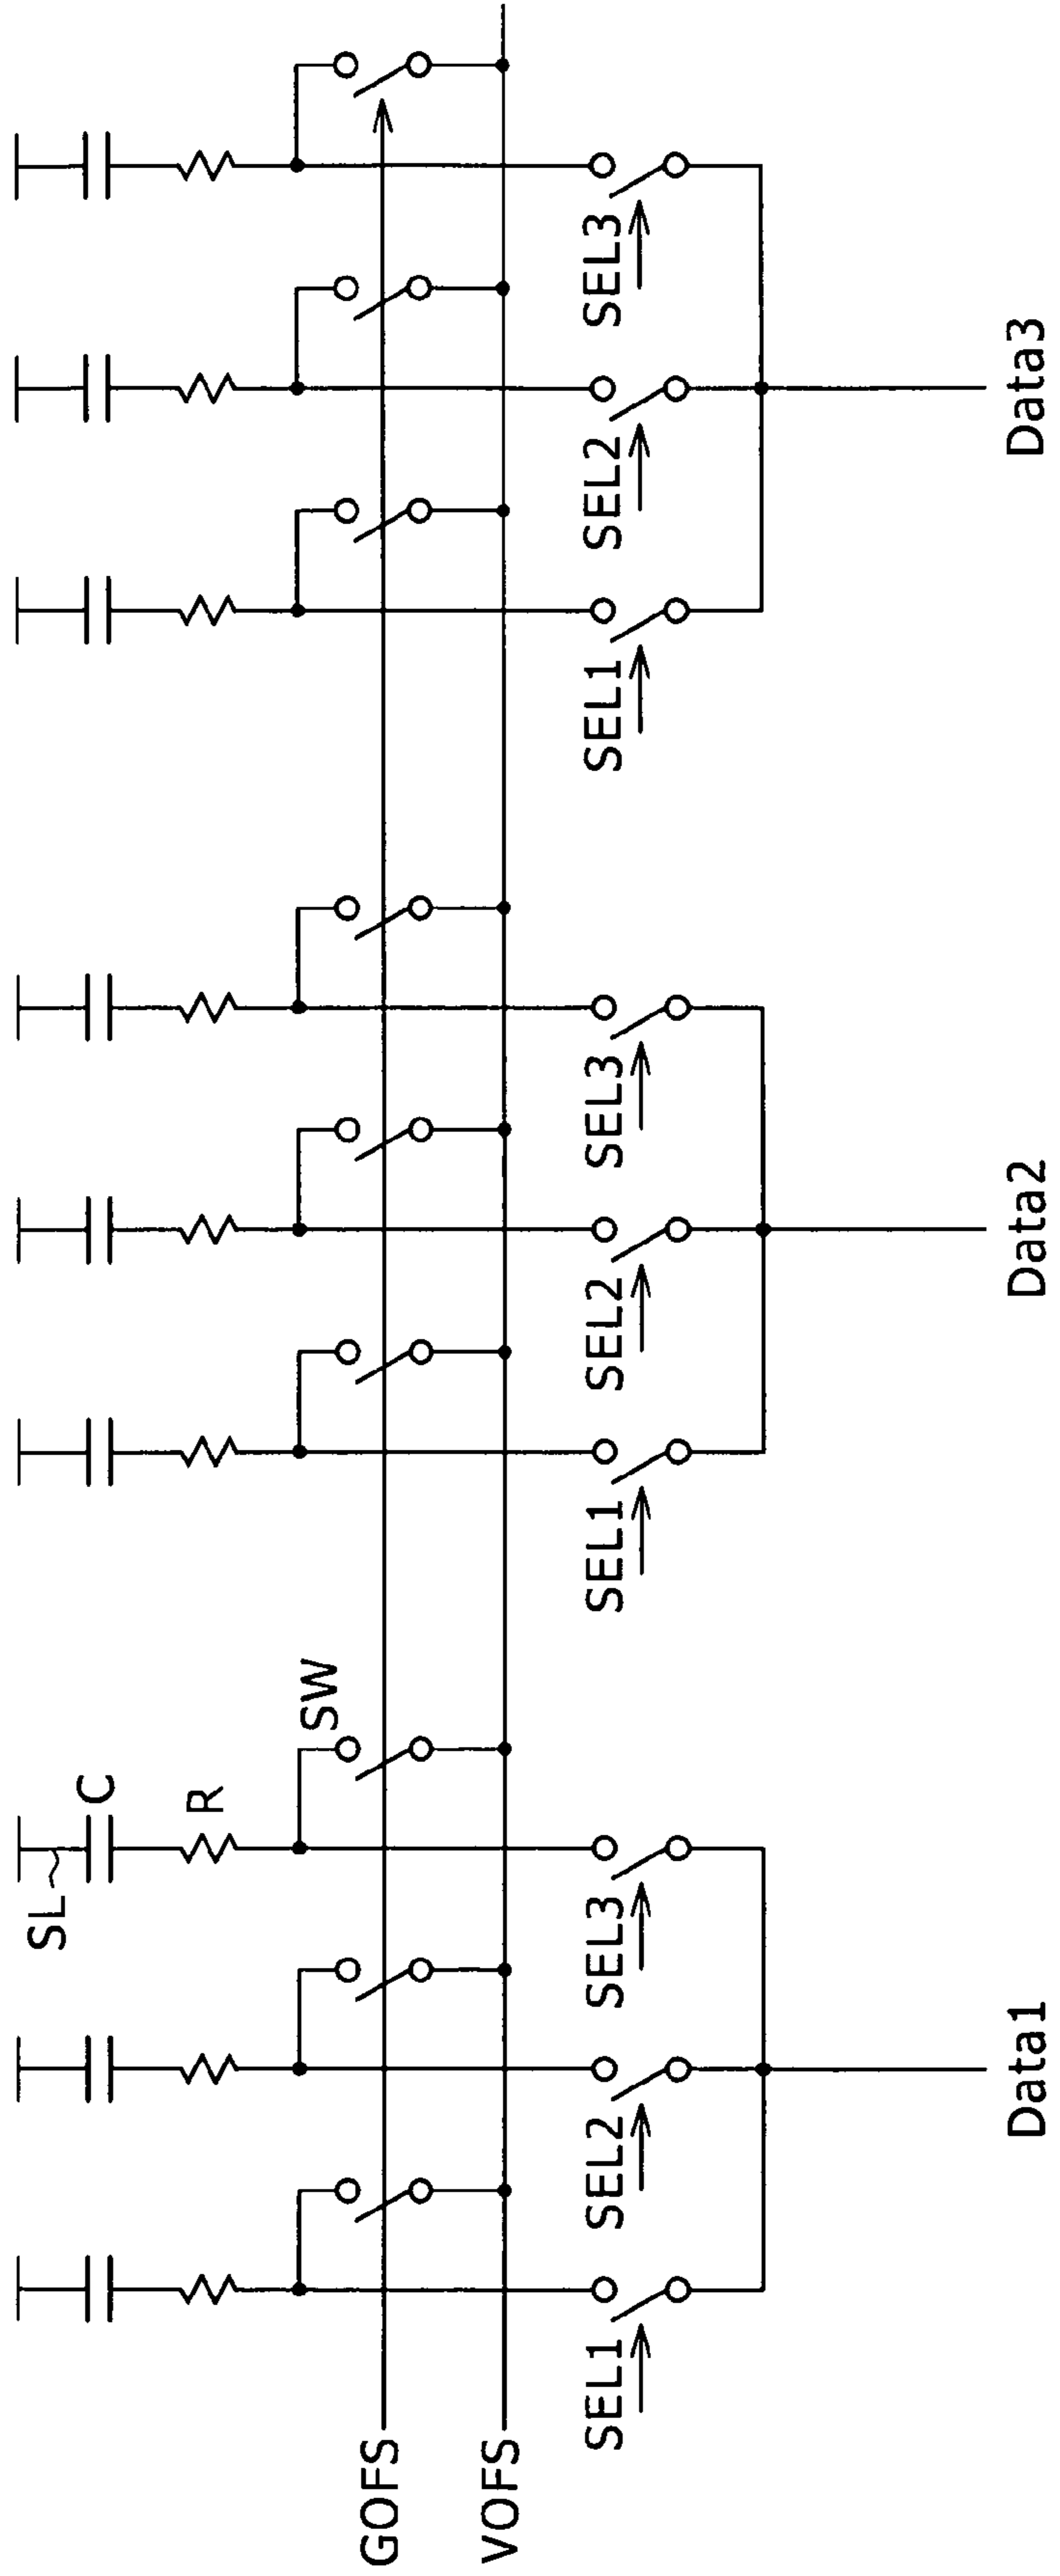 SL
C
R
SW
GOFS
VOFS
SEL1 SEL2 SEL3 SEL1 SEL2 SEL3 SEL1 SEL2 SEL3
Data1 Data2 Data3